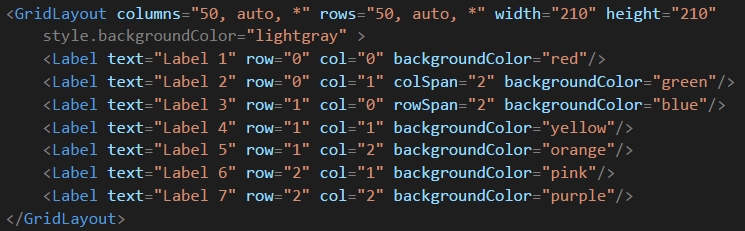 <GridLayout columns="50, auto, *" rows="50, auto, *" width="210" height="210"
style.backgroundColor="lightgray" >
<Label text="Label 1" row="0" col="0" backgroundColor="red"/>
<Label text="Label 2" row="0" col="1" colSpan="2" backgroundColor="green"/>
<Label text="Label 3" row="1" col="0" rowSpan="2" backgroundColor="blue"/>
<Label text="Label 4" row="1" col="1" backgroundColor="yellow"/>
<Label text="Label 5" row="1" col="2" backgroundColor="orange"/>
<Label text="Label 6" row="2" col="1" backgroundColor="pink"/>
<Label text="Label 7" row="2" col="2" backgroundColor="purple"/>
</GridLayout>